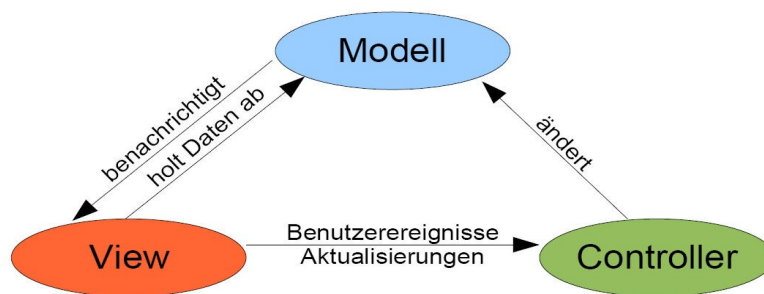 Modell
benachrichtigt
holt Daten ab
ändert
View
Benutzerereignisse
Aktualisierungen
Controller